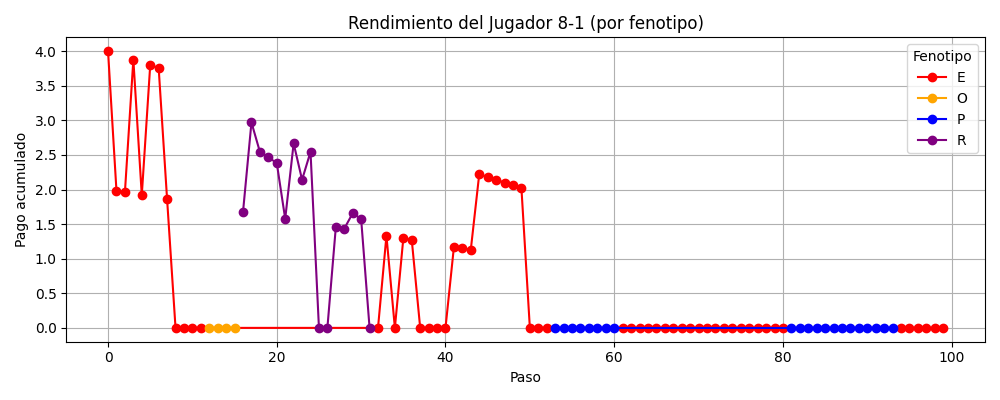 Rendimiento del Jugador 8-1 (por fenotipo)
Pago acumulado
4.0
3.5
3.0
2.5
2.0
1.5
1.0
0.5
0.0
0 20 40 60 80 100
Paso
Fenotipo
E
O
P
R